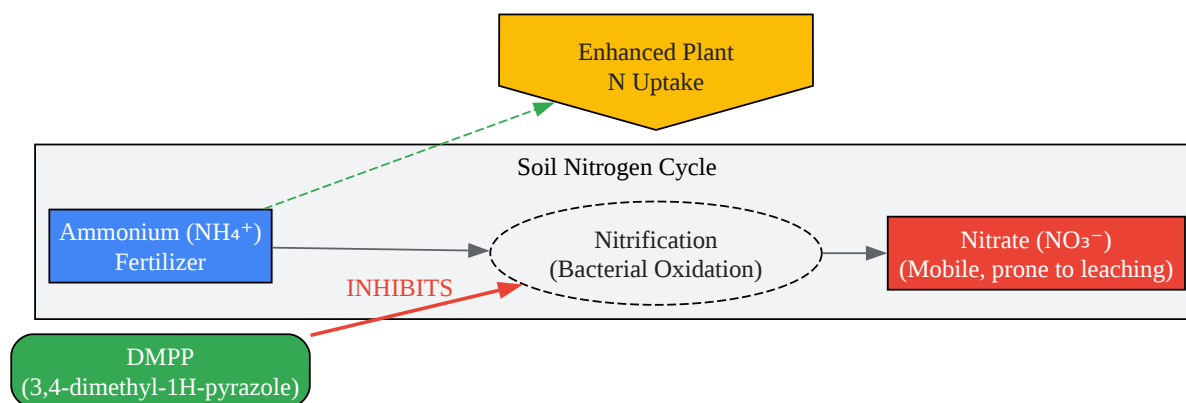 Enhanced Plant
N Uptake
Soil Nitrogen Cycle
Ammonium (NH₄⁺)
Fertilizer
Nitrification
(Bacterial Oxidation)
Nitrate (NO₃⁻)
(Mobile, prone to leaching)
INHIBITS
DMPP
(3,4-dimethyl-1H-pyrazole)